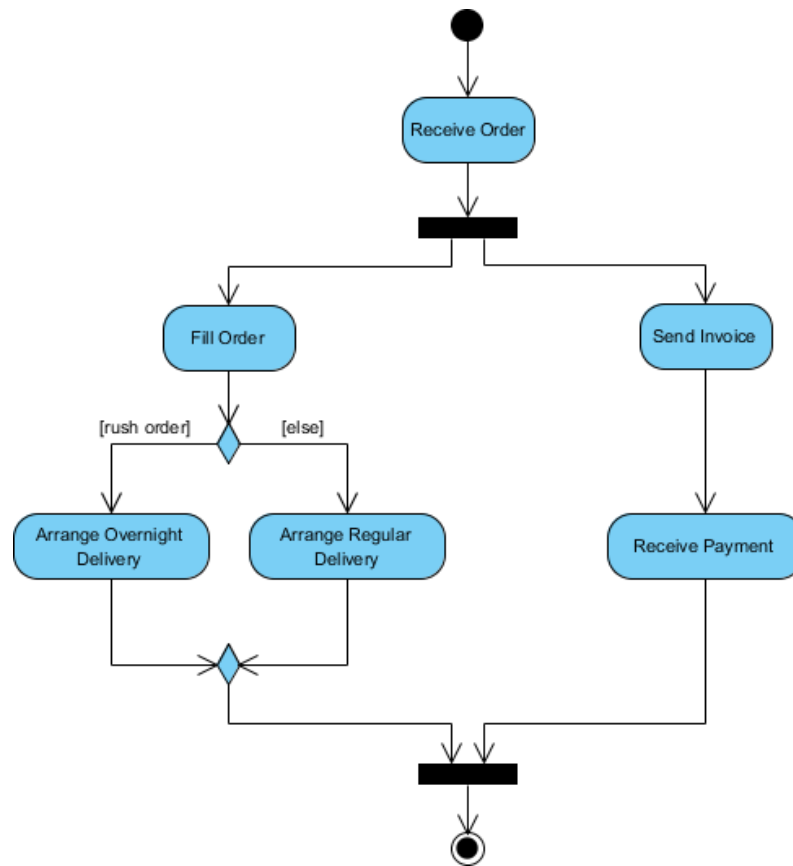 Receive Order
Fill Order
Send Invoice
[rush order]
[else]
Arrange Overnight
Delivery
Arrange Regular
Delivery
Receive Payment